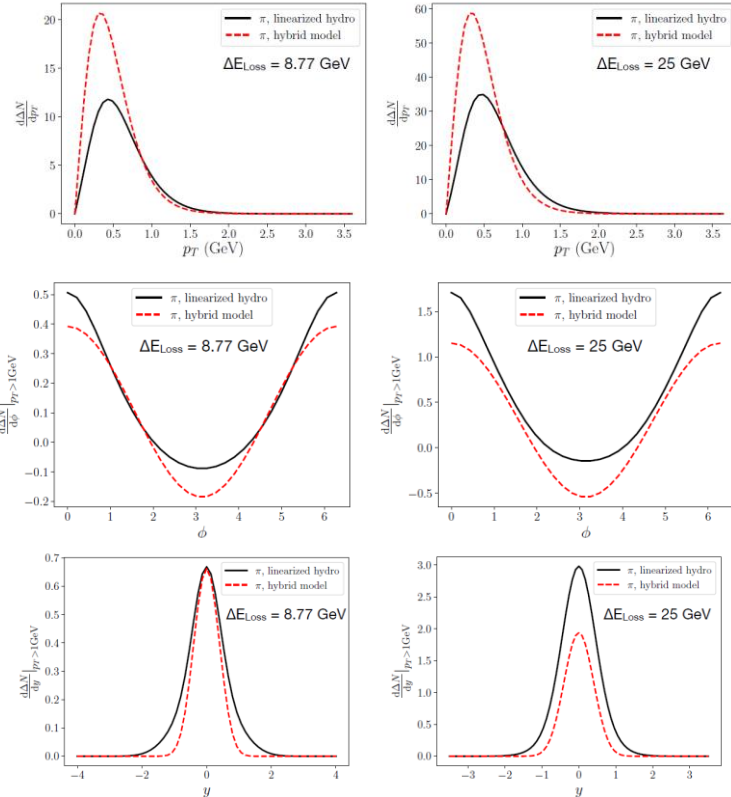 π, linearized hydro
π, hybrid model
ΔE_Loss = 8.77 GeV
dΔN/dp_T
20
15
10
5
0
0.0 0.5 1.0 1.5 2.0 2.5 3.0 3.5
p_T (GeV)
π, linearized hydro
π, hybrid model
ΔE_Loss = 25 GeV
dΔN/dp_T
60
50
40
30
20
10
0
0.0 0.5 1.0 1.5 2.0 2.5 3.0 3.5
p_T (GeV)
π, linearized hydro
π, hybrid model
ΔE_Loss = 8.77 GeV
dΔN/dϕ|p_T>1GeV
0.5
0.4
0.3
0.2
0.1
0.0
−0.1
−0.2
0 1 2 3 4 5 6
ϕ
π, linearized hydro
π, hybrid model
ΔE_Loss = 25 GeV
dΔN/dϕ|p_T>1GeV
1.5
1.0
0.5
0.0
−0.5
0 1 2 3 4 5 6
ϕ
π, linearized hydro
π, hybrid model
ΔE_Loss = 8.77 GeV
dΔN/dy|p_T>1GeV
0.7
0.6
0.5
0.4
0.3
0.2
0.1
0.0
−4 −2 0 2 4
y
π, linearized hydro
π, hybrid model
ΔE_Loss = 25 GeV
dΔN/dy|p_T>1GeV
3.0
2.5
2.0
1.5
1.0
0.5
0.0
−3 −2 −1 0 1 2 3
y